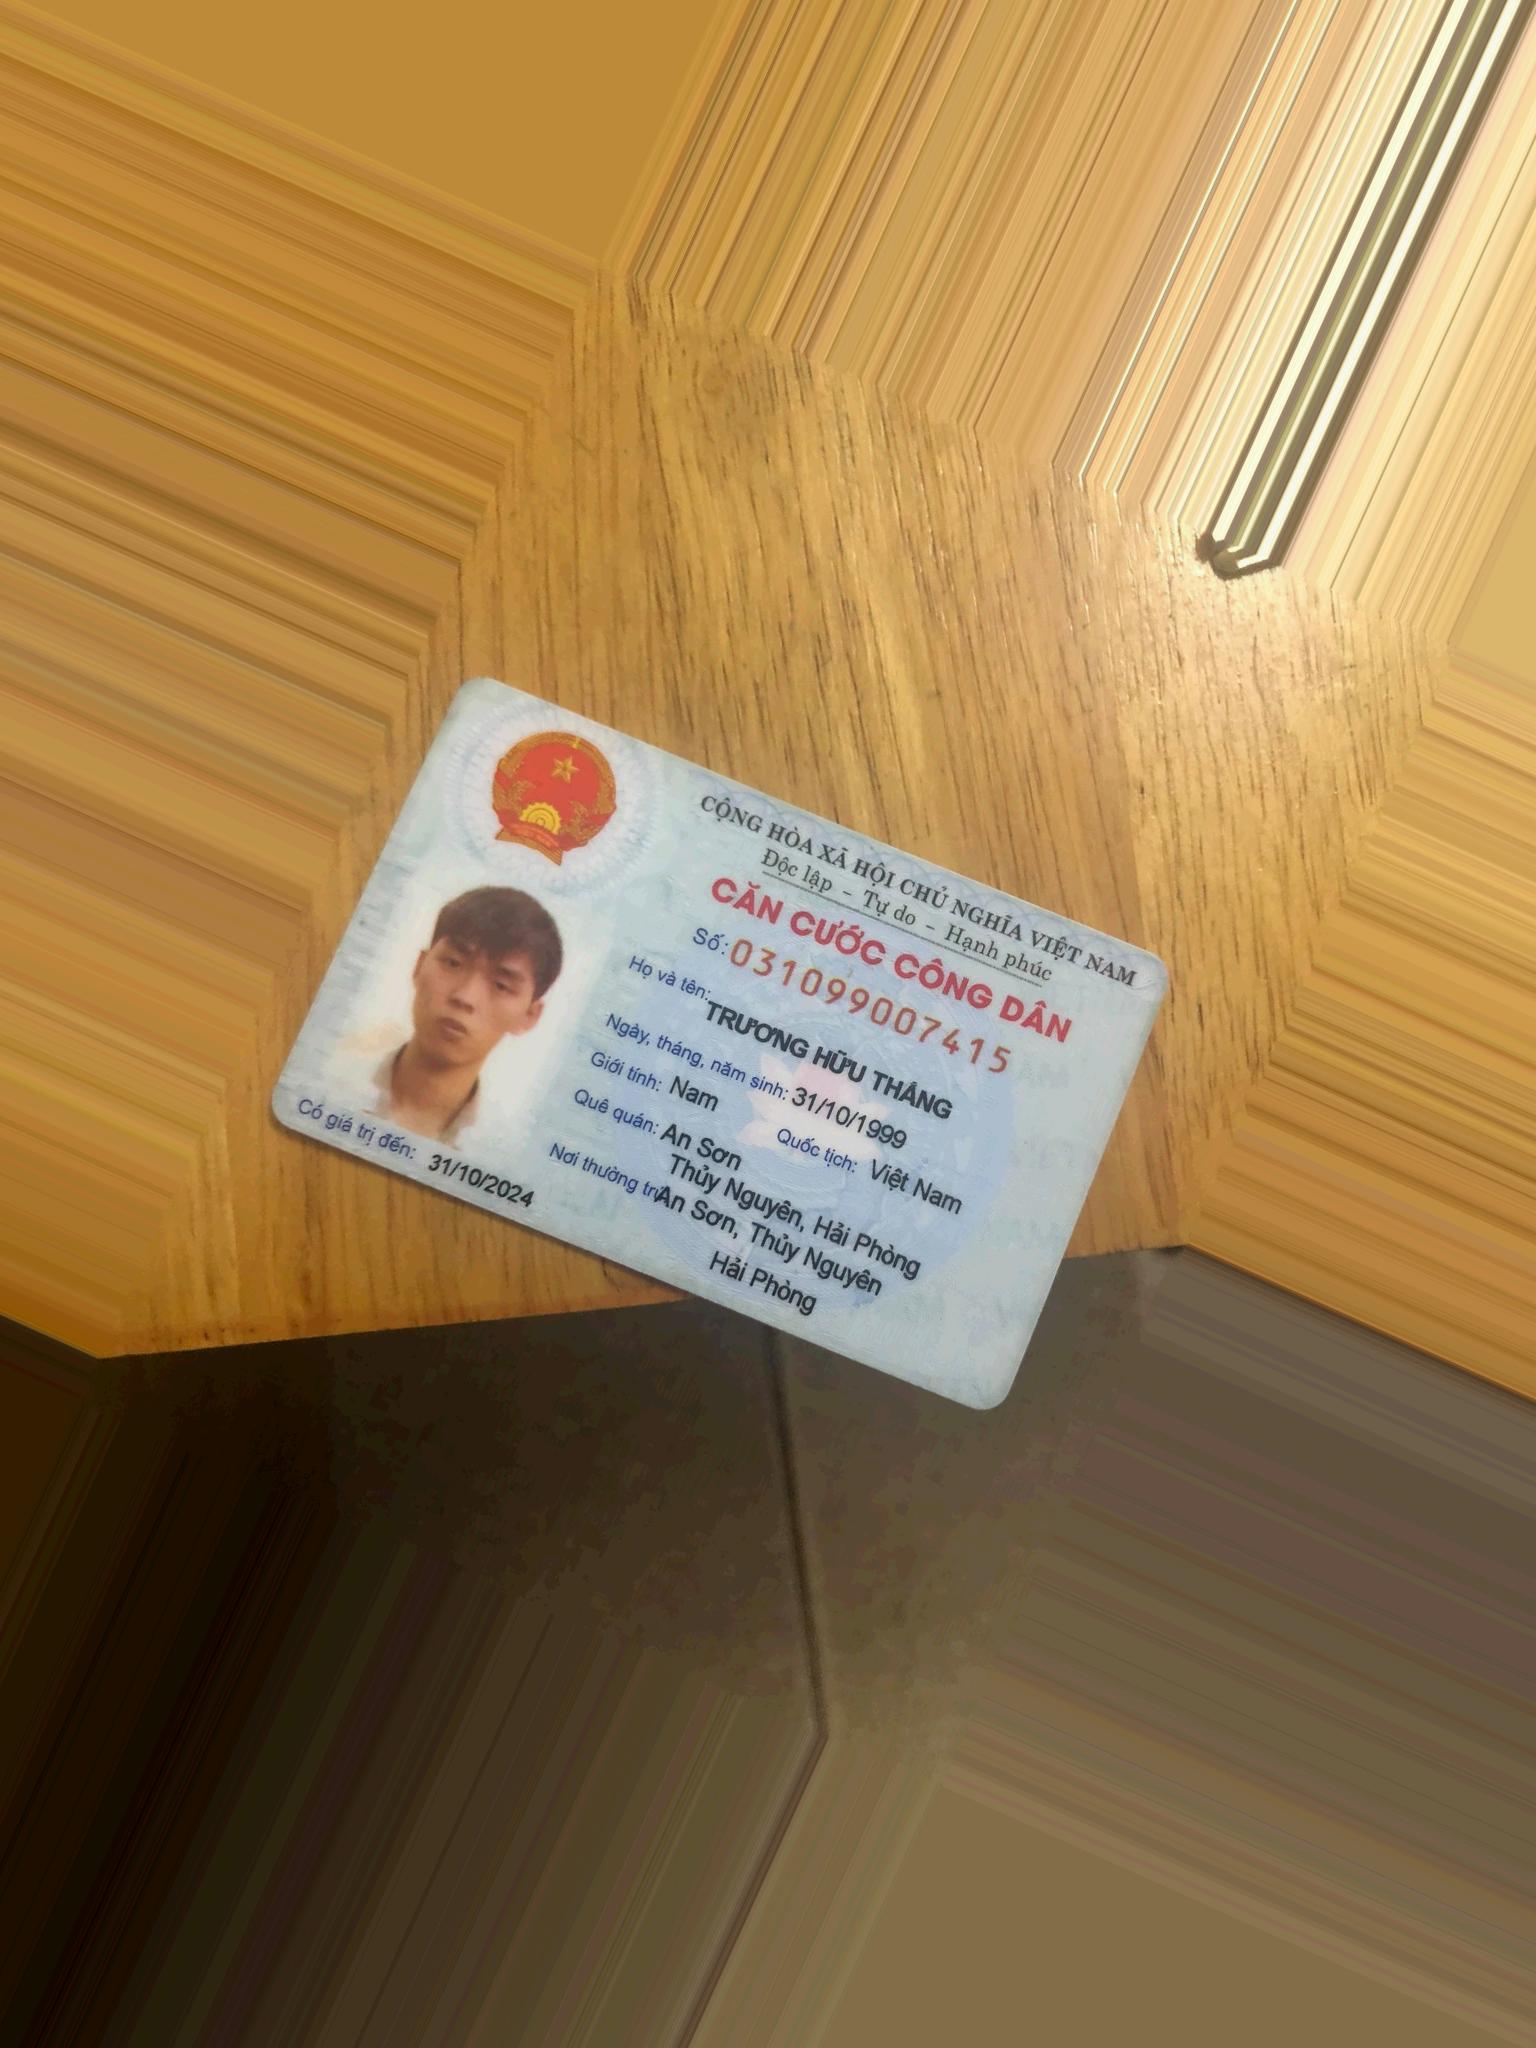 CỘNG HÒA XÃ HỘI CHỦ NGHĨA VIỆT NAM
Độc lập - Tự do - Hạnh phúc
CĂN CƯỚC CÔNG DÂN
Số: 031099007415
Họ và tên: TRƯƠNG HỮU THẮNG
Ngày, tháng, năm sinh: 31/10/1999
Giới tính: Nam Quốc tịch: Việt Nam
Quê quán: An Sơn
Thủy Nguyên, Hải Phòng
Nơi thường trú: An Sơn, Thủy Nguyên
Hải Phòng
Có giá trị đến: 31/10/2024